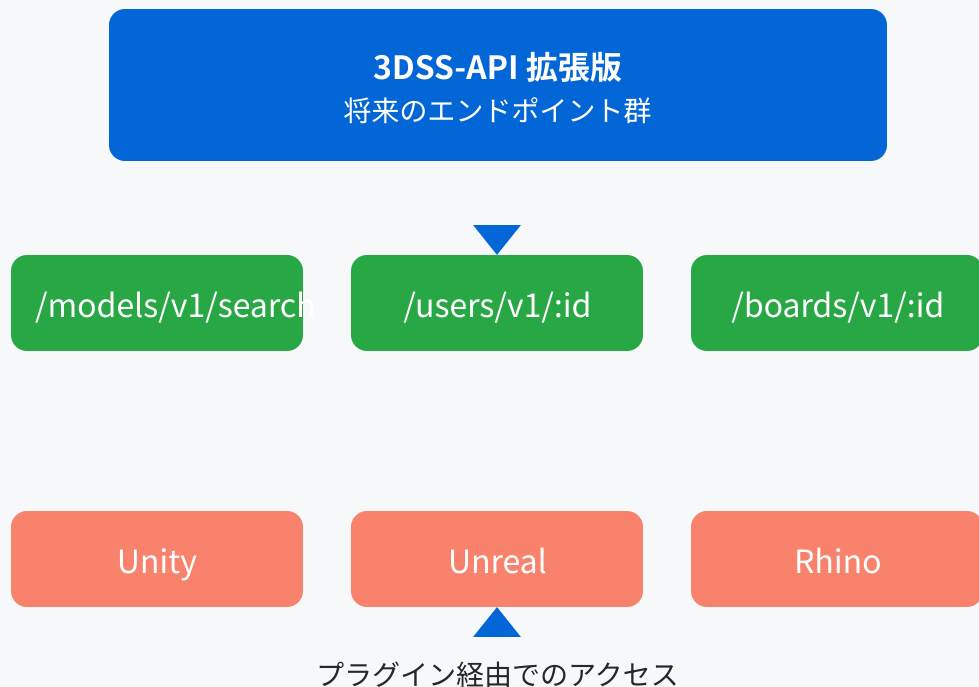 3DSS-API 拡張版
将来のエンドポイント群
/models/v1/search
/users/v1/:id
/boards/v1/:id
Unity
Unreal
Rhino
プラグイン経由でのアクセス